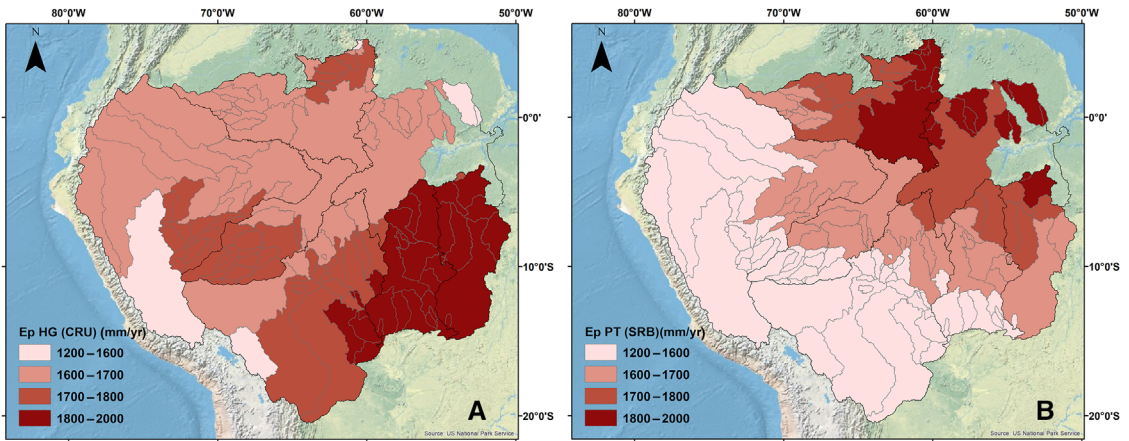 80°0'W 70°0'W 60°0'W 50°0'W
N
0°0'
10°0'S
Ep HG (CRU) (mm/yr)
1200–1600
1600–1700
1700–1800
1800–2000
A
20°0'S
Source: US National Park Service
80°0'W 70°0'W 60°0'W 50°0'W
N
0°0'
10°0'S
Ep PT (SRB)(mm/yr)
1200–1600
1600–1700
1700–1800
1800–2000
B
20°0'S
Source: US National Park Service